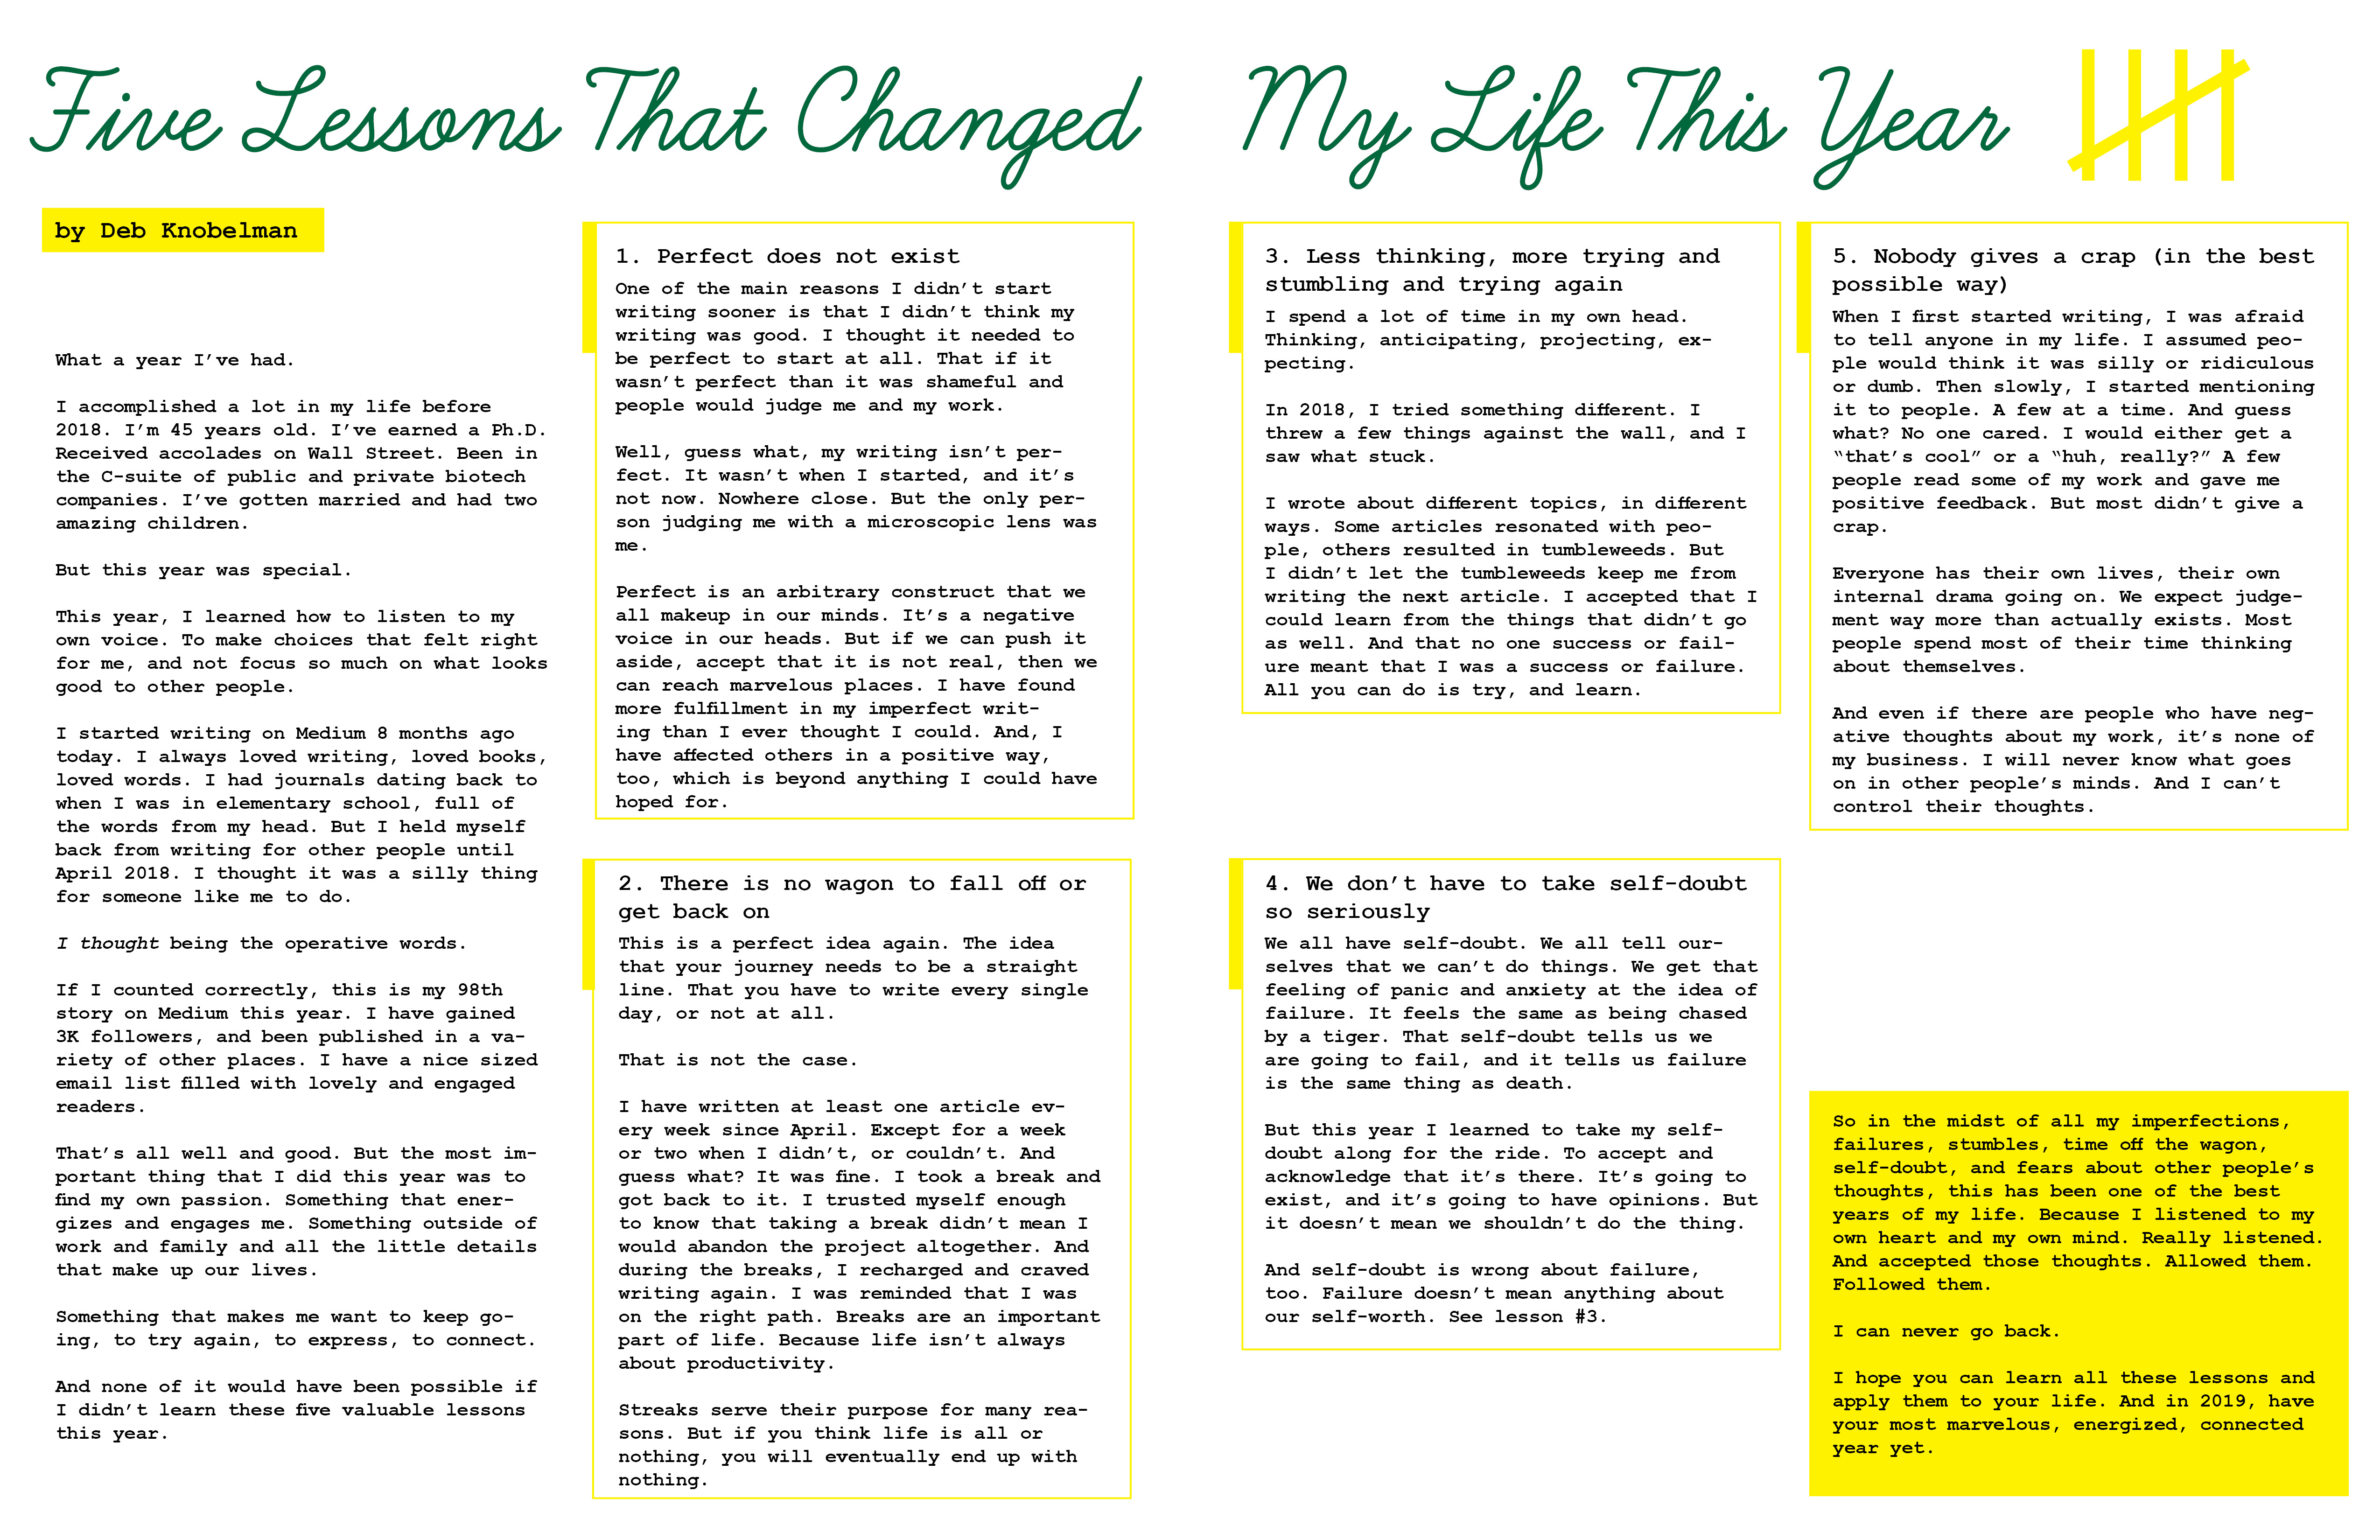 Five Lessons That Changed My Life This Year
by Deb Knobelman
What a year I’ve had.
I accomplished a lot in my life before
2018. I’m 45 years old. I’ve earned a Ph.D.
Received accolades on Wall Street. Been in
the C-suite of public and private biotech
companies. I’ve gotten married and had two
amazing children.
But this year was special.
This year, I learned how to listen to my
own voice. To make choices that felt right
for me, and not focus so much on what looks
good to other people.
I started writing on Medium 8 months ago
today. I always loved writing, loved books,
loved words. I had journals dating back to
when I was in elementary school, full of
the words from my head. But I held myself
back from writing for other people until
April 2018. I thought it was a silly thing
for someone like me to do.
I thought being the operative words.
If I counted correctly, this is my 98th
story on Medium this year. I have gained
3K followers, and been published in a va-
riety of other places. I have a nice sized
email list filled with lovely and engaged
readers.
That’s all well and good. But the most im-
portant thing that I did this year was to
find my own passion. Something that ener-
gizes and engages me. Something outside of
work and family and all the little details
that make up our lives.
Something that makes me want to keep go-
ing, to try again, to express, to connect.
And none of it would have been possible if
I didn’t learn these five valuable lessons
this year.
1. Perfect does not exist
One of the main reasons I didn’t start
writing sooner is that I didn’t think my
writing was good. I thought it needed to
be perfect to start at all. That if it
wasn’t perfect than it was shameful and
people would judge me and my work.
Well, guess what, my writing isn’t per-
fect. It wasn’t when I started, and it’s
not now. Nowhere close. But the only per-
son judging me with a microscopic lens was
me.
Perfect is an arbitrary construct that we
all makeup in our minds. It’s a negative
voice in our heads. But if we can push it
aside, accept that it is not real, then we
can reach marvelous places. I have found
more fulfillment in my imperfect writ-
ing than I ever thought I could. And, I
have affected others in a positive way,
too, which is beyond anything I could have
hoped for.
2. There is no wagon to fall off or
get back on
This is a perfect idea again. The idea
that your journey needs to be a straight
line. That you have to write every single
day, or not at all.
That is not the case.
I have written at least one article ev-
ery week since April. Except for a week
or two when I didn’t, or couldn’t. And
guess what? It was fine. I took a break and
got back to it. I trusted myself enough
to know that taking a break didn’t mean I
would abandon the project altogether. And
during the breaks, I recharged and craved
writing again. I was reminded that I was
on the right path. Breaks are an important
part of life. Because life isn’t always
about productivity.
Streaks serve their purpose for many rea-
sons. But if you think life is all or
nothing, you will eventually end up with
nothing.
3. Less thinking, more trying and
stumbling and trying again
I spend a lot of time in my own head.
Thinking, anticipating, projecting, ex-
pecting.
In 2018, I tried something different. I
threw a few things against the wall, and I
saw what stuck.
I wrote about different topics, in different
ways. Some articles resonated with peo-
ple, others resulted in tumbleweeds. But
I didn’t let the tumbleweeds keep me from
writing the next article. I accepted that I
could learn from the things that didn’t go
as well. And that no one success or fail-
ure meant that I was a success or failure.
All you can do is try, and learn.
4. We don’t have to take self-doubt
so seriously
We all have self-doubt. We all tell our-
selves that we can’t do things. We get that
feeling of panic and anxiety at the idea of
failure. It feels the same as being chased
by a tiger. That self-doubt tells us we
are going to fail, and it tells us failure
is the same thing as death.
But this year I learned to take my self-
doubt along for the ride. To accept and
acknowledge that it’s there. It’s going to
exist, and it’s going to have opinions. But
it doesn’t mean we shouldn’t do the thing.
And self-doubt is wrong about failure,
too. Failure doesn’t mean anything about
our self-worth. See lesson #3.
5. Nobody gives a crap (in the best
possible way)
When I first started writing, I was afraid
to tell anyone in my life. I assumed peo-
ple would think it was silly or ridiculous
or dumb. Then slowly, I started mentioning
it to people. A few at a time. And guess
what? No one cared. I would either get a
“that’s cool” or a “huh, really?” A few
people read some of my work and gave me
positive feedback. But most didn’t give a
crap.
Everyone has their own lives, their own
internal drama going on. We expect judge-
ment way more than actually exists. Most
people spend most of their time thinking
about themselves.
And even if there are people who have neg-
ative thoughts about my work, it’s none of
my business. I will never know what goes
on in other people’s minds. And I can’t
control their thoughts.
So in the midst of all my imperfections,
failures, stumbles, time off the wagon,
self-doubt, and fears about other people’s
thoughts, this has been one of the best
years of my life. Because I listened to my
own heart and my own mind. Really listened.
And accepted those thoughts. Allowed them.
Followed them.
I can never go back.
I hope you can learn all these lessons and
apply them to your life. And in 2019, have
your most marvelous, energized, connected
year yet.